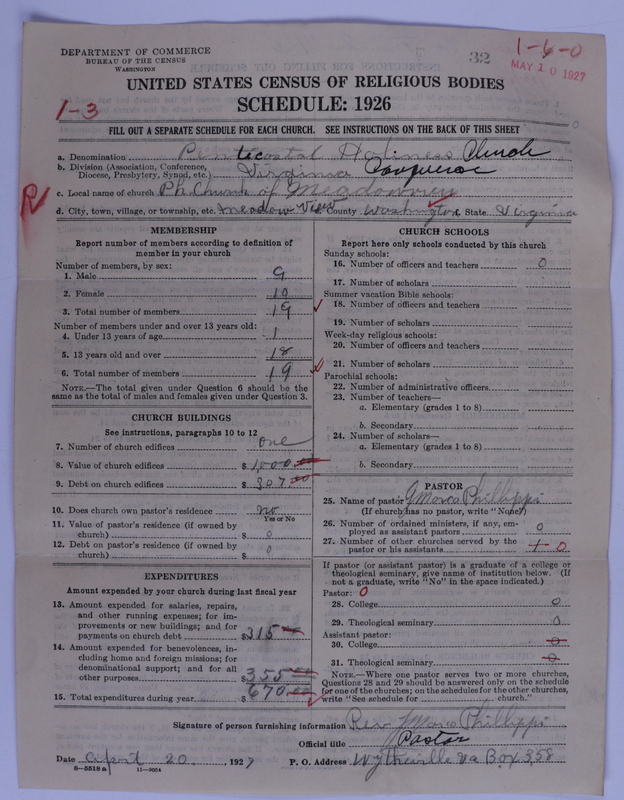 32
1-6-0
MAY 10 1927
DEPARTMENT OF COMMERCE
BUREAU OF THE CENSUS
WASHINGTON
UNITED STATES CENSUS OF RELIGIOUS BODIES
SCHEDULE: 1926
1-3
FILL OUT A SEPARATE SCHEDULE FOR EACH CHURCH. SEE INSTRUCTIONS ON THE BACK OF THIS SHEET
a. Denomination Pentecostal Holiness Church
b. Division (Association, Conference, Diocese, Presbytery, Synod, etc.) Virginia
c. Local name of church Ph. Church of Meadowview
d. City, town, village, or township, etc. Meadow View County Washington State Virginia
MEMBERSHIP
Report number of members according to definition of
member in your church
Number of members, by sex:
1. Male 9
2. Female 10
3. Total number of members 19
Number of members under and over 13 years old:
4. Under 13 years of age 1
5. 13 years old and over 18
6. Total number of members 19
NOTE.—The total given under Question 6 should be the
same as the total of males and females given under Question 3.
CHURCH BUILDINGS
See instructions, paragraphs 10 to 12
7. Number of church edifices one
8. Value of church edifices $1,000.00
9. Debt on church edifices $ 307.00
10. Does church own pastor's residence no
Yes or No
11. Value of pastor's residence (if owned by
church) $ 0
12. Debt on pastor's residence (if owned by
church) $ 0
EXPENDITURES
Amount expended by your church during last fiscal year
13. Amount expended for salaries, repairs,
and other running expenses; for im-
provements or new buildings; and for
payments on church debt $315
14. Amount expended for benevolences, in-
cluding home and foreign missions; for
denominational support; and for all
other purposes $355.00
15. Total expenditures during year $670.00
CHURCH SCHOOLS
Report here only schools conducted by this church
Sunday schools:
16. Number of officers and teachers 0
17. Number of scholars
Summer vacation Bible schools:
18. Number of officers and teachers
19. Number of scholars
Week-day religious schools:
20. Number of officers and teachers
21. Number of scholars
Parochial schools:
22. Number of administrative officers
23. Number of teachers—
a. Elementary (grades 1 to 8)
b. Secondary
24. Number of scholars—
a. Elementary (grades 1 to 8)
b. Secondary
PASTOR
25. Name of pastor Phillippi
(If church has no pastor, write "None")
26. Number of ordained ministers, if any, em-
ployed as assistant pastors 0
27. Number of other churches served by the
pastor or his assistants 1-0
If pastor (or assistant pastor) is a graduate of a college or
theological seminary, give name of institution below. (If
not a graduate, write "No" in the space indicated.)
Pastor: 0
28. College 0
29. Theological seminary 0
Assistant pastor:
30. College 0
31. Theological seminary 0
NOTE.—Where one pastor serves two or more churches,
Questions 28 and 29 should be answered only on the schedule
for one of the churches; on the schedules for the other churches,
write "See schedule for church."
Signature of person furnishing information Rev. Phillippi
Official title Pastor
Date April 20, 1927 P. O. Address Wytheville Va Box 358
8—5518 a 11—9054